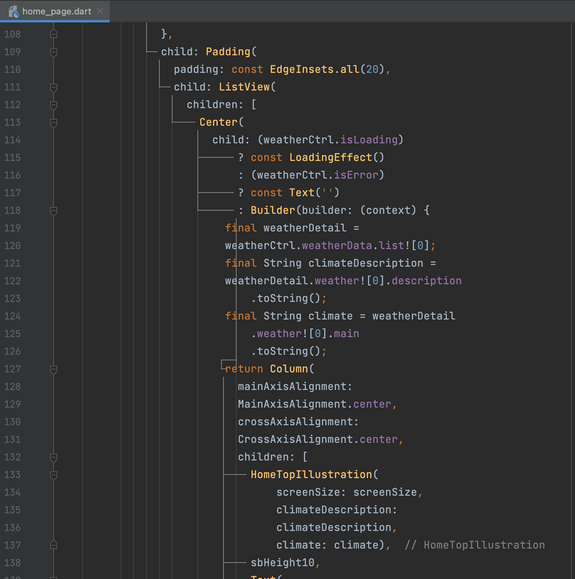 home_page.dart ×
108 },
109 child: Padding(
110 padding: const EdgeInsets.all(20),
111 child: ListView(
112 children: [
113 Center(
114 child: (weatherCtrl.isLoading)
115 ? const LoadingEffect()
116 : (weatherCtrl.isError)
117 ? const Text('')
118 : Builder(builder: (context) {
119 final weatherDetail =
120 weatherCtrl.weatherData.list![0];
121 final String climateDescription =
122 weatherDetail.weather![0].description
123 .toString();
124 final String climate = weatherDetail
125 .weather![0].main
126 .toString();
127 return Column(
128 mainAxisAlignment:
129 MainAxisAlignment.center,
130 crossAxisAlignment:
131 CrossAxisAlignment.center,
132 children: [
133 HomeTopIllustration(
134 screenSize: screenSize,
135 climateDescription:
136 climateDescription,
137 climate: climate), // HomeTopIllustration
138 sbHeight10,
Text(